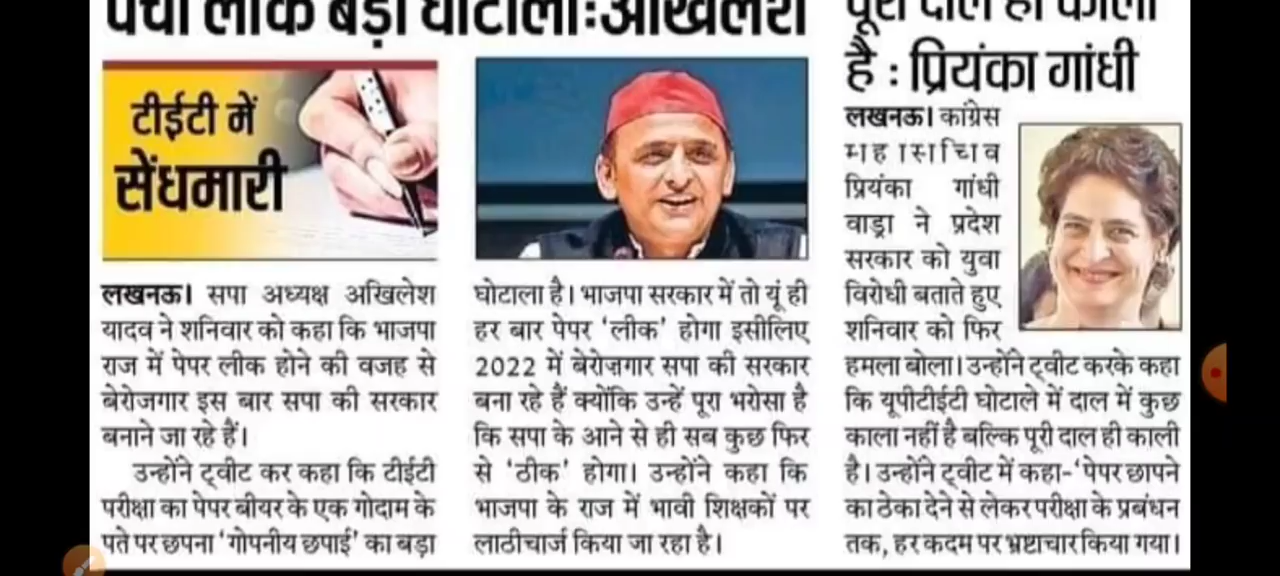 पर्चा लीक बड़ा घोटाला:अखिलेश
टीईटी में
सेंधमारी
लखनऊ। सपा अध्यक्ष अखिलेश
यादव ने शनिवार को कहा कि भाजपा
राज में पेपर लीक होने की वजह से
बेरोजगार इस बार सपा की सरकार
बनाने जा रहे हैं।
उन्होंने ट्वीट कर कहा कि टीईटी
परीक्षा का पेपर बीयर के एक गोदाम के
पते पर छपना ‘गोपनीय छपाई’ का बड़ा
घोटाला है। भाजपा सरकार में तो यूं ही
हर बार पेपर ‘लीक’ होगा इसीलिए
2022 में बेरोज़गार सपा की सरकार
बना रहे हैं क्योंकि उन्हें पूरा भरोसा है
कि सपा के आने से ही सब कुछ फिर
से ‘ठीक’ होगा। उन्होंने कहा कि
भाजपा के राज में भावी शिक्षकों पर
लाठीचार्ज किया जा रहा है।
पूरी दाल ही काली
है : प्रियंका गांधी
लखनऊ। कांग्रेस
महासचिव
प्रियंका गांधी
वाड्रा ने प्रदेश
सरकार को युवा
विरोधी बताते हुए
शनिवार को फिर
हमला बोला। उन्होंने ट्वीट करके कहा
कि यूपीटीईटी घोटाले में दाल में कुछ
काला नहीं है बल्कि पूरी दाल ही काली
है। उन्होंने ट्वीट में कहा-‘पेपर छापने
का ठेका देने से लेकर परीक्षा के प्रबंधन
तक, हर कदम पर भ्रष्टाचार किया गया।